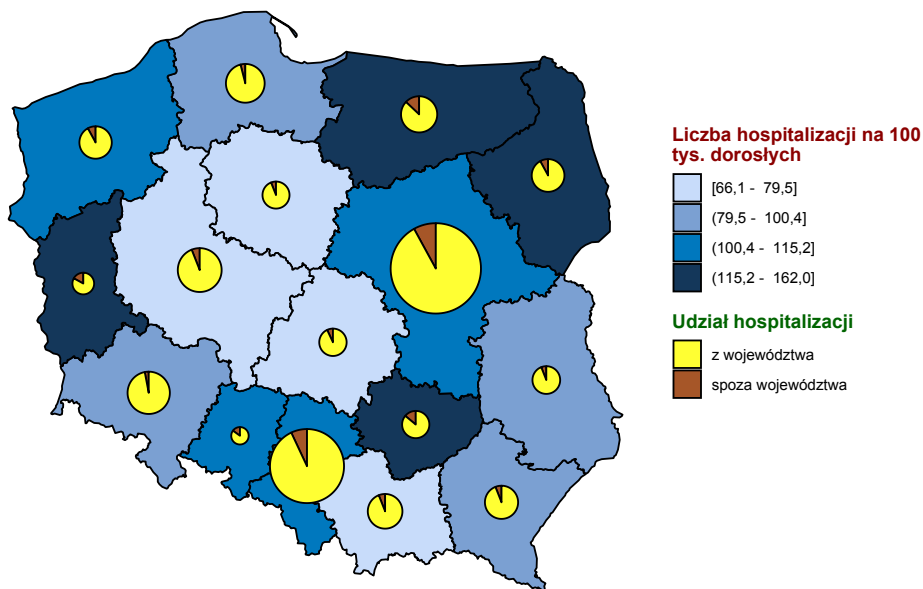 Liczba hospitalizacji na 100
tys. dorosłych
[66,1 - 79,5]
(79,5 - 100,4]
(100,4 - 115,2]
(115,2 - 162,0]
Udział hospitalizacji
z województwa
spoza województwa